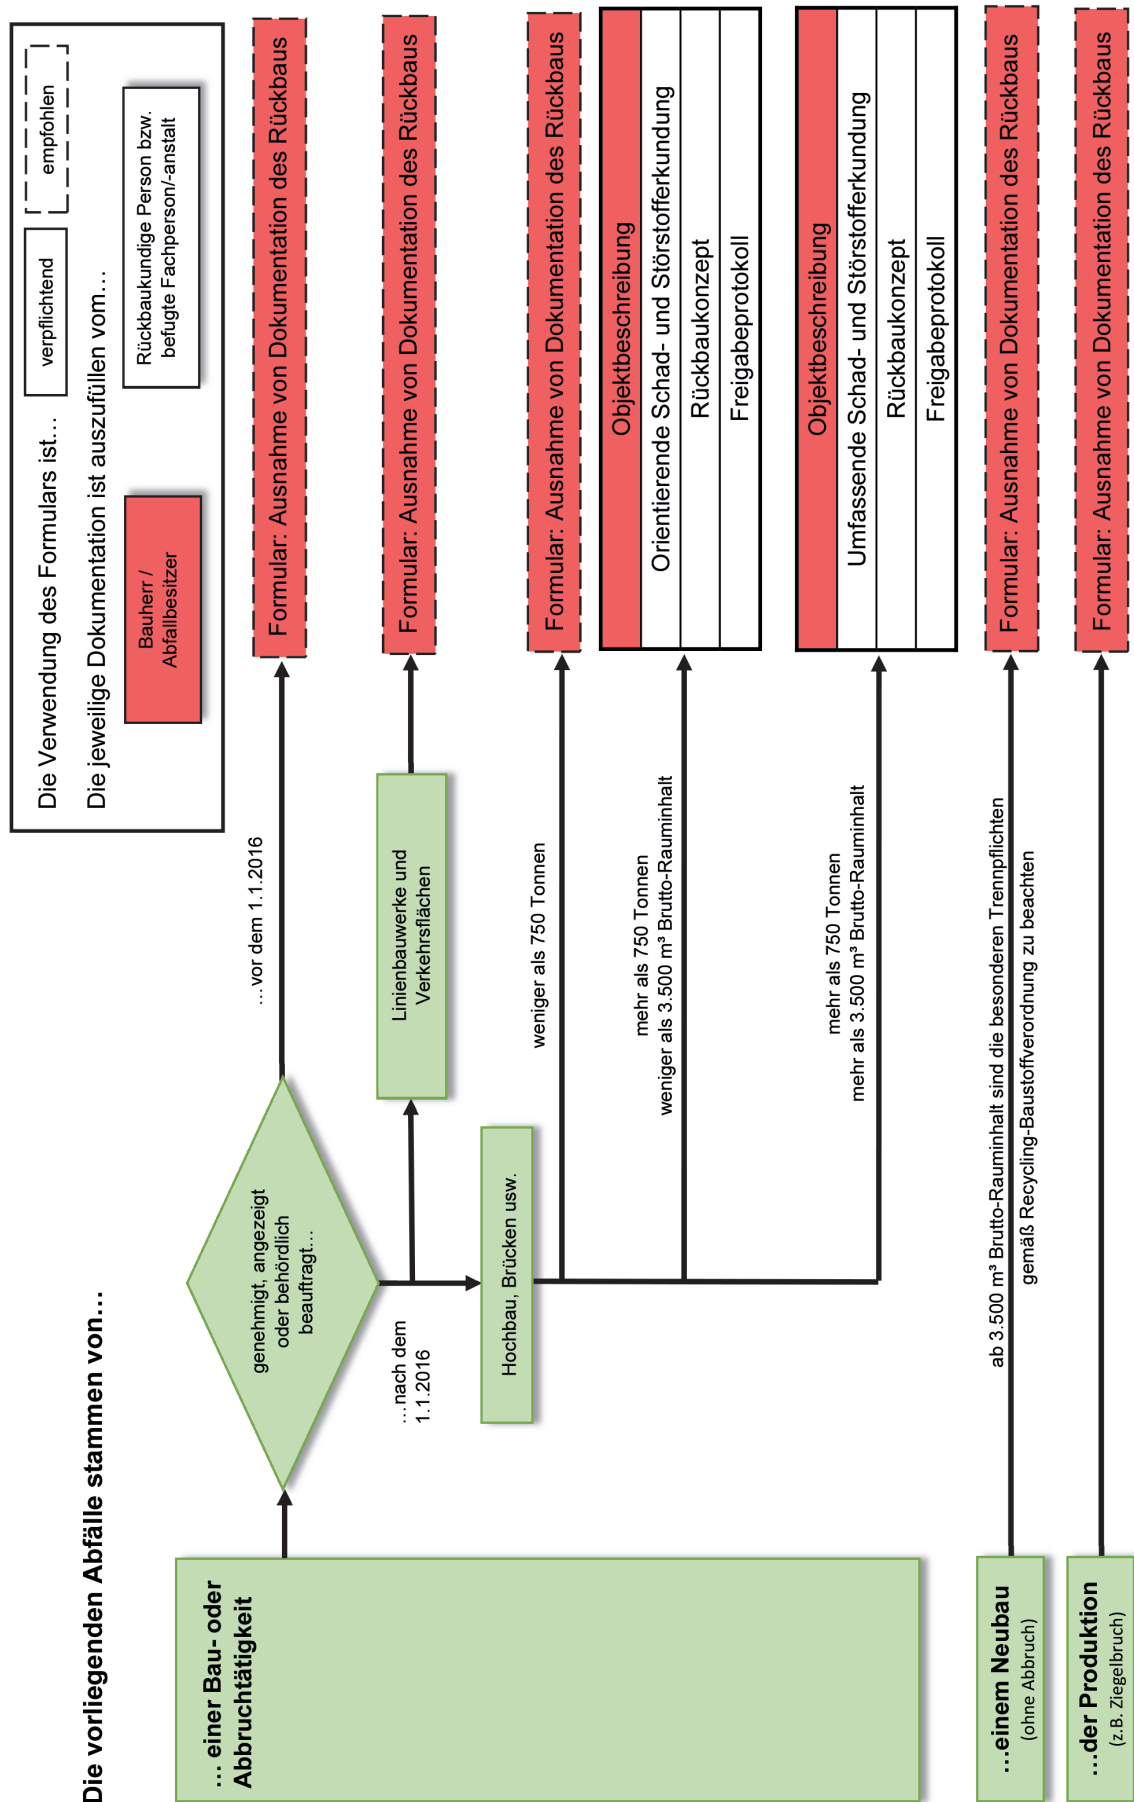 Die Verwendung des Formulars ist…
verpflichtend
empfohlen
Die jeweilige Dokumentation ist auszufüllen vom…
Bauherr /
Abfallbesitzer
Rückbaukundige Person bzw.
befugte Fachperson/-anstalt
Die vorliegenden Abfälle stammen von…
… einer Bau- oder
Abbruchtätigkeit
genehmigt, angezeigt
oder behördlich
beauftragt…
…vor dem 1.1.2016
Formular: Ausnahme von Dokumentation des Rückbaus
…nach dem
1.1.2016
Linienbauwerke und
Verkehrsflächen
Formular: Ausnahme von Dokumentation des Rückbaus
Hochbau, Brücken usw.
weniger als 750 Tonnen
Formular: Ausnahme von Dokumentation des Rückbaus
mehr als 750 Tonnen
weniger als 3.500 m³ Brutto-Rauminhalt
Objektbeschreibung
Orientierende Schad- und Störstofferkundung
Rückbaukonzept
Freigabeprotokoll
mehr als 750 Tonnen
mehr als 3.500 m³ Brutto-Rauminhalt
Objektbeschreibung
Umfassende Schad- und Störstofferkundung
Rückbaukonzept
Freigabeprotokoll
…einem Neubau
(ohne Abbruch)
ab 3.500 m³ Brutto-Rauminhalt sind die besonderen Trennpflichten
gemäß Recycling-Baustoffverordnung zu beachten
Formular: Ausnahme von Dokumentation des Rückbaus
…der Produktion
(z.B. Ziegelbruch)
Formular: Ausnahme von Dokumentation des Rückbaus